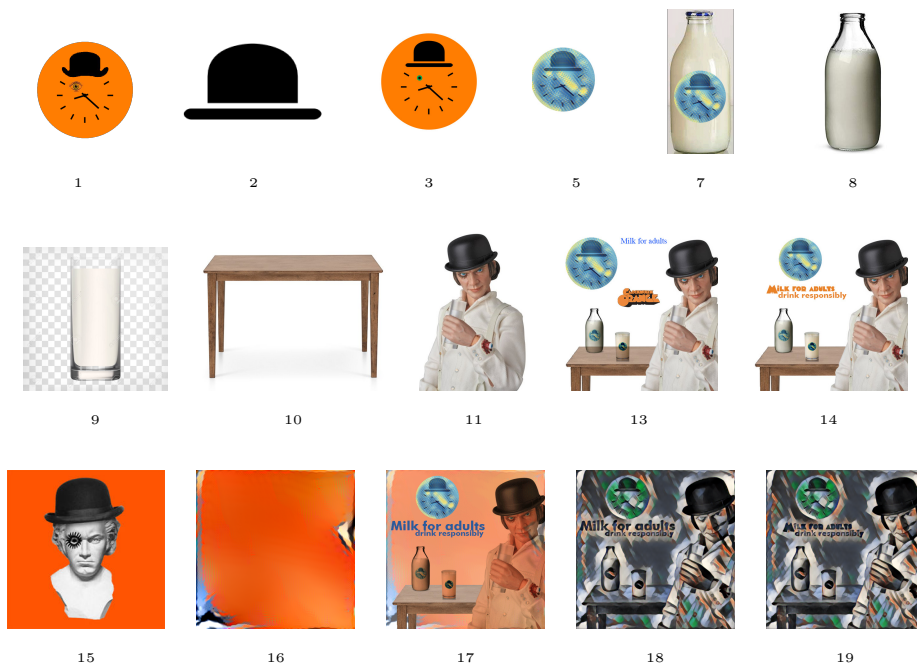 1
2
3
5
7
8
Milk for adults
MILK FOR ADULTS
drink responsibly
9
10
11
13
14
Milk for adults
drink responsibly
Milk for adults
drink responsibly
MILK FOR ADULTS
drink responsibly
15
16
17
18
19